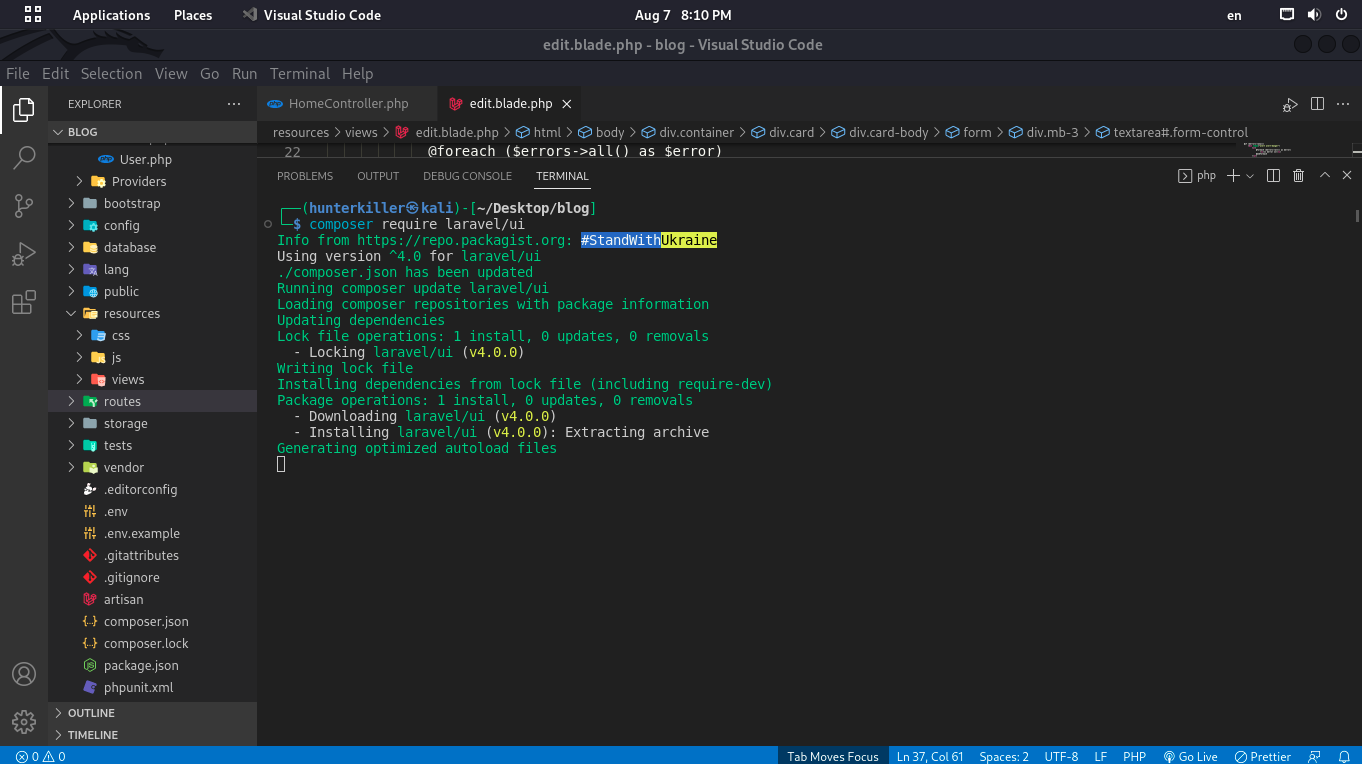 Applications Places Visual Studio Code Aug 7 8:10 PM en
edit.blade.php - blog - Visual Studio Code
File Edit Selection View Go Run Terminal Help
EXPLORER
BLOG
User.php
Providers
bootstrap
config
database
lang
public
resources
css
js
views
routes
storage
tests
vendor
.editorconfig
.env
.env.example
.gitattributes
.gitignore
artisan
composer.json
composer.lock
package.json
phpunit.xml
OUTLINE
TIMELINE
HomeController.php edit.blade.php
resources > views > edit.blade.php > html > body > div.container > div.card > div.card-body > form > div.mb-3 > textarea#.form-control
22 @foreach ($errors->all() as $error)
PROBLEMS OUTPUT DEBUG CONSOLE TERMINAL php
┌──(hunterkiller㉿kali)-[~/Desktop/blog]
└─$ composer require laravel/ui
Info from https://repo.packagist.org: #StandWithUkraine
Using version ^4.0 for laravel/ui
./composer.json has been updated
Running composer update laravel/ui
Loading composer repositories with package information
Updating dependencies
Lock file operations: 1 install, 0 updates, 0 removals
- Locking laravel/ui (v4.0.0)
Writing lock file
Installing dependencies from lock file (including require-dev)
Package operations: 1 install, 0 updates, 0 removals
- Downloading laravel/ui (v4.0.0)
- Installing laravel/ui (v4.0.0): Extracting archive
Generating optimized autoload files
0 0 Tab Moves Focus Ln 37, Col 61 Spaces: 2 UTF-8 LF PHP Go Live Prettier